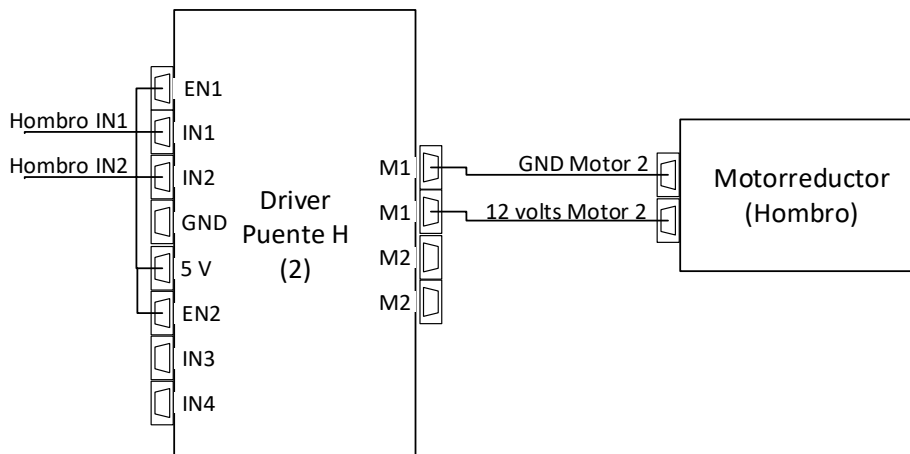 Hombro IN1
Hombro IN2
EN1
IN1
IN2
GND
5 V
EN2
IN3
IN4
Driver
Puente H
(2)
M1
M1
M2
M2
GND Motor 2
12 volts Motor 2
Motorreductor
(Hombro)